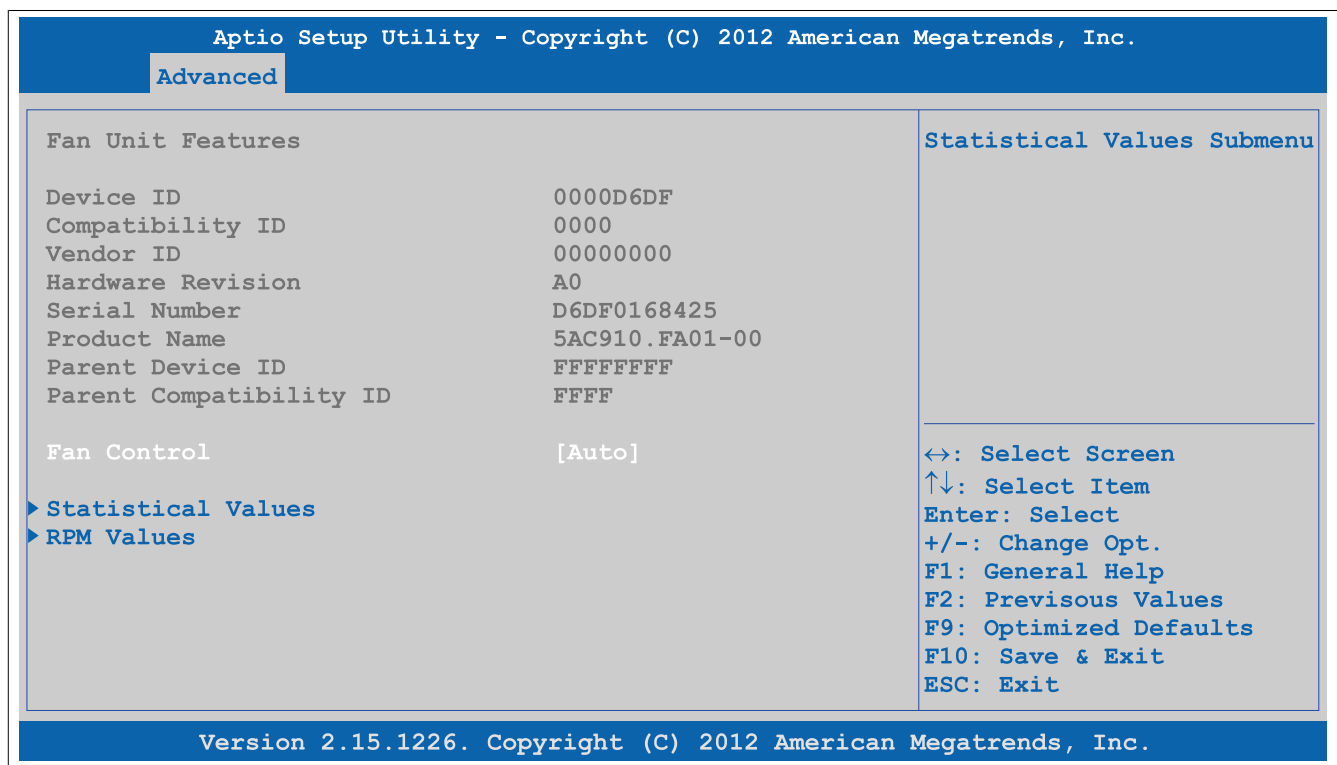 Aptio Setup Utility - Copyright (C) 2012 American Megatrends, Inc.
Advanced
Fan Unit Features
Device ID 0000D6DF
Compatibility ID 0000
Vendor ID 00000000
Hardware Revision A0
Serial Number D6DF0168425
Product Name 5AC910.FA01-00
Parent Device ID FFFFFFFF
Parent Compatibility ID FFFF
Fan Control [Auto]
Statistical Values
RPM Values
Statistical Values Submenu
↔: Select Screen
↑↓: Select Item
Enter: Select
+/-: Change Opt.
F1: General Help
F2: Previsous Values
F9: Optimized Defaults
F10: Save & Exit
ESC: Exit
Version 2.15.1226. Copyright (C) 2012 American Megatrends, Inc.